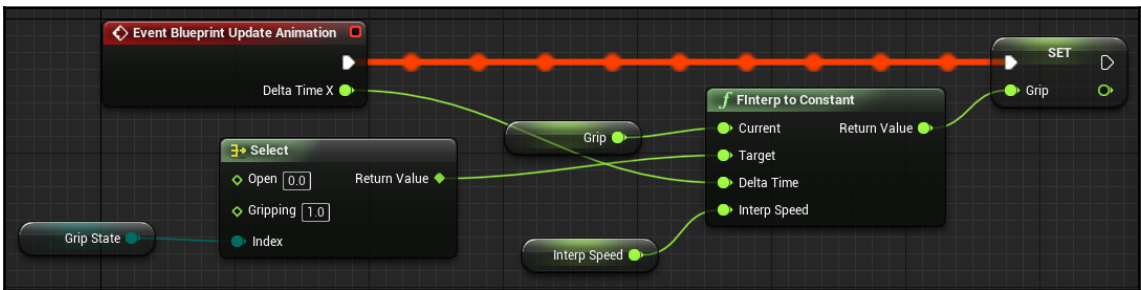 Event Blueprint Update Animation
Delta Time X
SET
Grip
f FInterp to Constant
Current
Return Value
Target
Delta Time
Interp Speed
Grip
Select
Open 0.0
Return Value
Gripping 1.0
Index
Grip State
Interp Speed